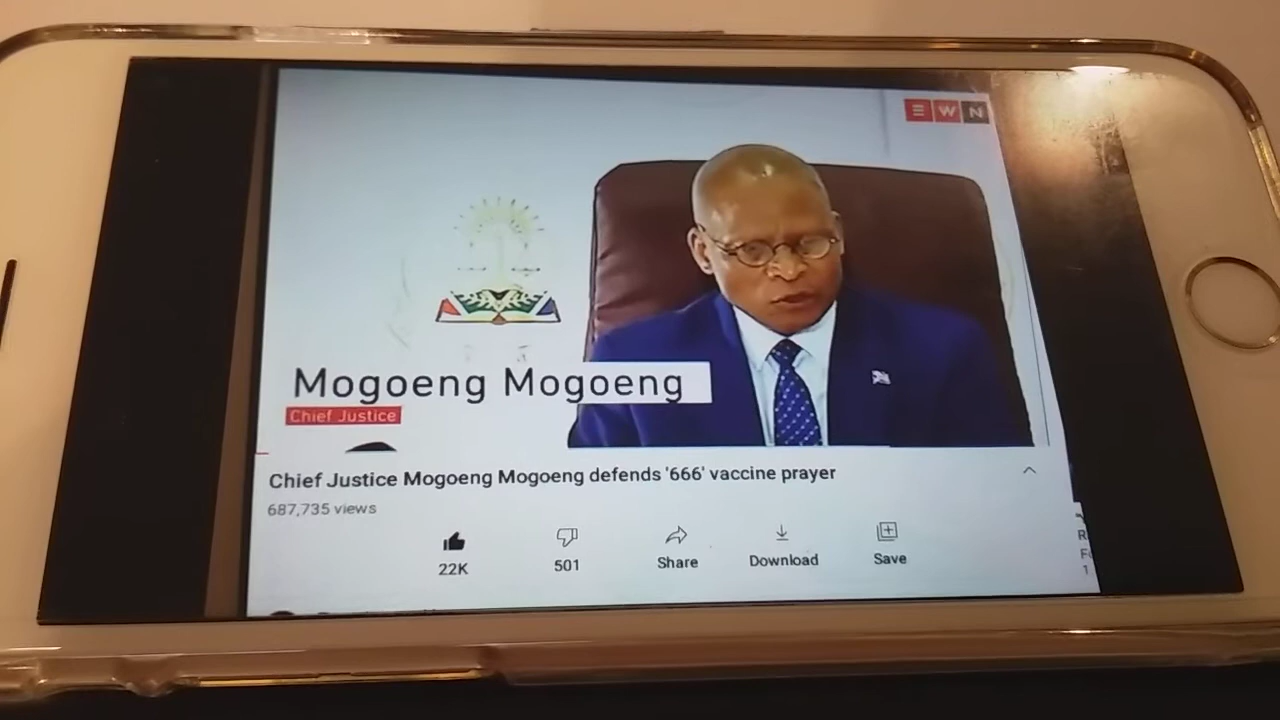 EWN
Mogoeng Mogoeng
Chief Justice
Chief Justice Mogoeng Mogoeng defends '666' vaccine prayer
687,735 views
22K
501
Share
Download
Save
R
F
1